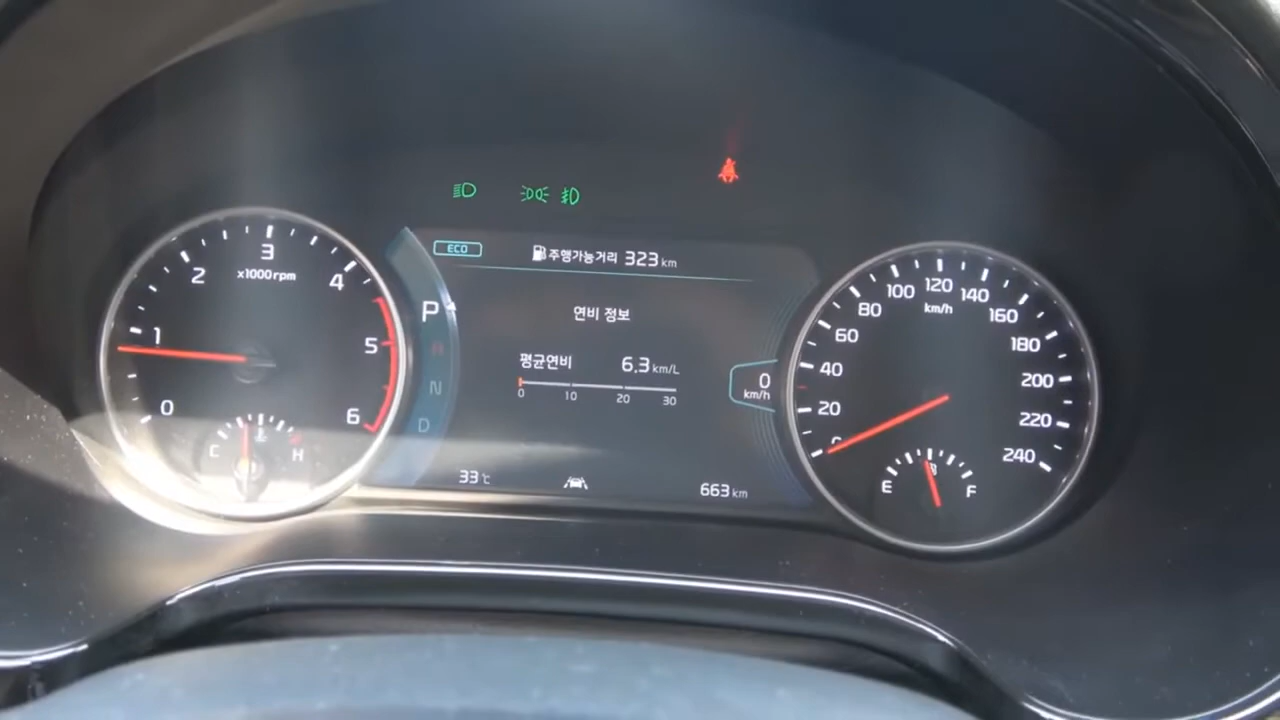 ECO
주행가능거리 323 km
연비 정보
평균연비 6.3 km/L
0 10 20 30
33℃
663 km
P
N
D
0 1 2 3 4 5 6
x1000rpm
C H
0 km/h
0 20 40 60 80 100 120 140 160 180 200 220 240
km/h
E F